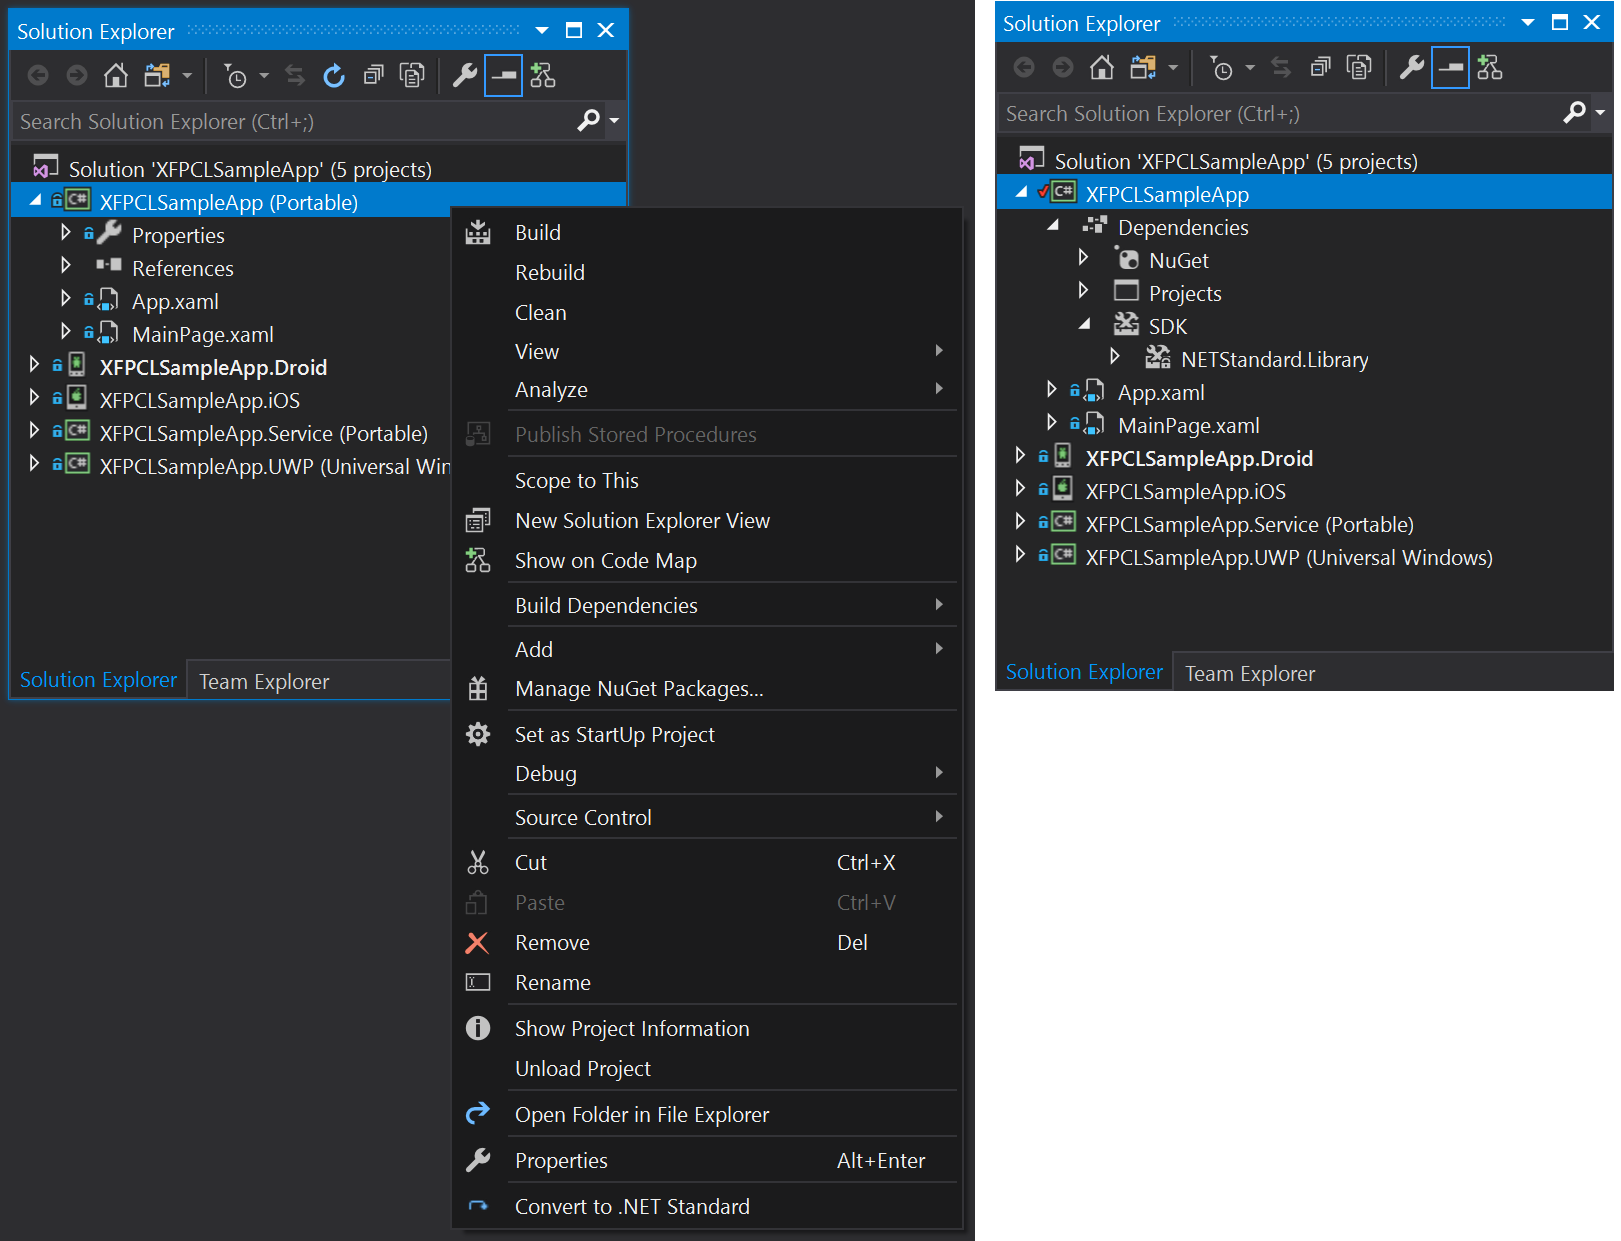 Solution Explorer
Search Solution Explorer (Ctrl+;)
Solution 'XFPCLSampleApp' (5 projects)
C# XFPCLSampleApp (Portable)
Properties
References
App.xaml
MainPage.xaml
XFPCLSampleApp.Droid
XFPCLSampleApp.iOS
C# XFPCLSampleApp.Service (Portable)
C# XFPCLSampleApp.UWP (Universal Win
Solution Explorer
Team Explorer
Build
Rebuild
Clean
View
Analyze
Publish Stored Procedures
Scope to This
New Solution Explorer View
Show on Code Map
Build Dependencies
Add
Manage NuGet Packages...
Set as StartUp Project
Debug
Source Control
Cut Ctrl+X
Paste Ctrl+V
Remove Del
Rename
Show Project Information
Unload Project
Open Folder in File Explorer
Properties Alt+Enter
Convert to .NET Standard
Solution Explorer
Search Solution Explorer (Ctrl+;)
Solution 'XFPCLSampleApp' (5 projects)
C# XFPCLSampleApp
Dependencies
NuGet
Projects
SDK
NETStandard.Library
App.xaml
MainPage.xaml
XFPCLSampleApp.Droid
XFPCLSampleApp.iOS
C# XFPCLSampleApp.Service (Portable)
C# XFPCLSampleApp.UWP (Universal Windows)
Solution Explorer
Team Explorer